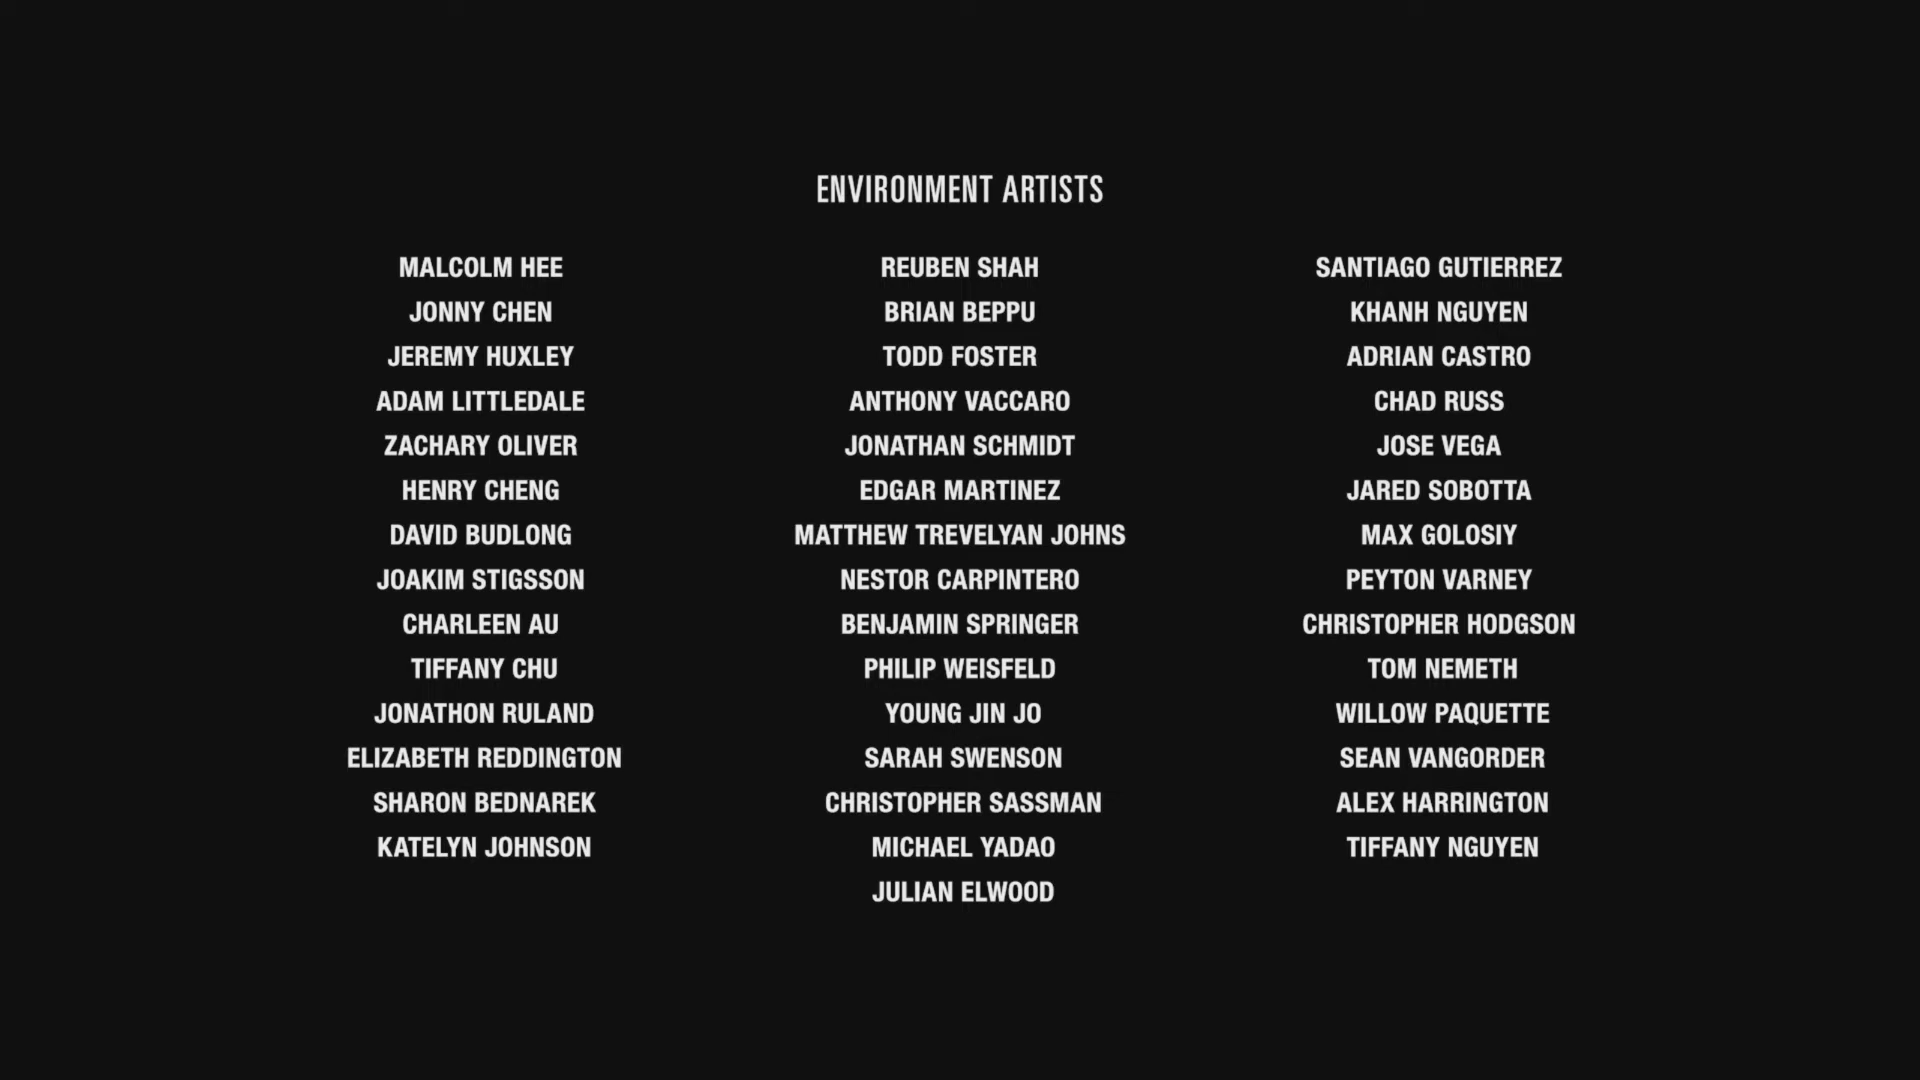 ENVIRONMENT ARTISTS
MALCOLM HEE
JONNY CHEN
JEREMY HUXLEY
ADAM LITTLEDALE
ZACHARY OLIVER
HENRY CHENG
DAVID BUDLONG
JOAKIM STIGSSON
CHARLEEN AU
TIFFANY CHU
JONATHON RULAND
ELIZABETH REDDINGTON
SHARON BEDNAREK
KATELYN JOHNSON
REUBEN SHAH
BRIAN BEPPU
TODD FOSTER
ANTHONY VACCARO
JONATHAN SCHMIDT
EDGAR MARTINEZ
MATTHEW TREVELYAN JOHNS
NESTOR CARPINTERO
BENJAMIN SPRINGER
PHILIP WEISFELD
YOUNG JIN JO
SARAH SWENSON
CHRISTOPHER SASSMAN
MICHAEL YADAO
JULIAN ELWOOD
SANTIAGO GUTIERREZ
KHANH NGUYEN
ADRIAN CASTRO
CHAD RUSS
JOSE VEGA
JARED SOBOTTA
MAX GOLOSIY
PEYTON VARNEY
CHRISTOPHER HODGSON
TOM NEMETH
WILLOW PAQUETTE
SEAN VANGORDER
ALEX HARRINGTON
TIFFANY NGUYEN